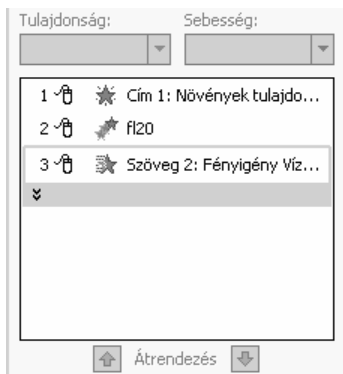 Tulajdonság: Sebesség:
1 Cím 1: Növények tulajdo...
2 fl20
3 Szöveg 2: Fényigény Víz...
Átrendezés